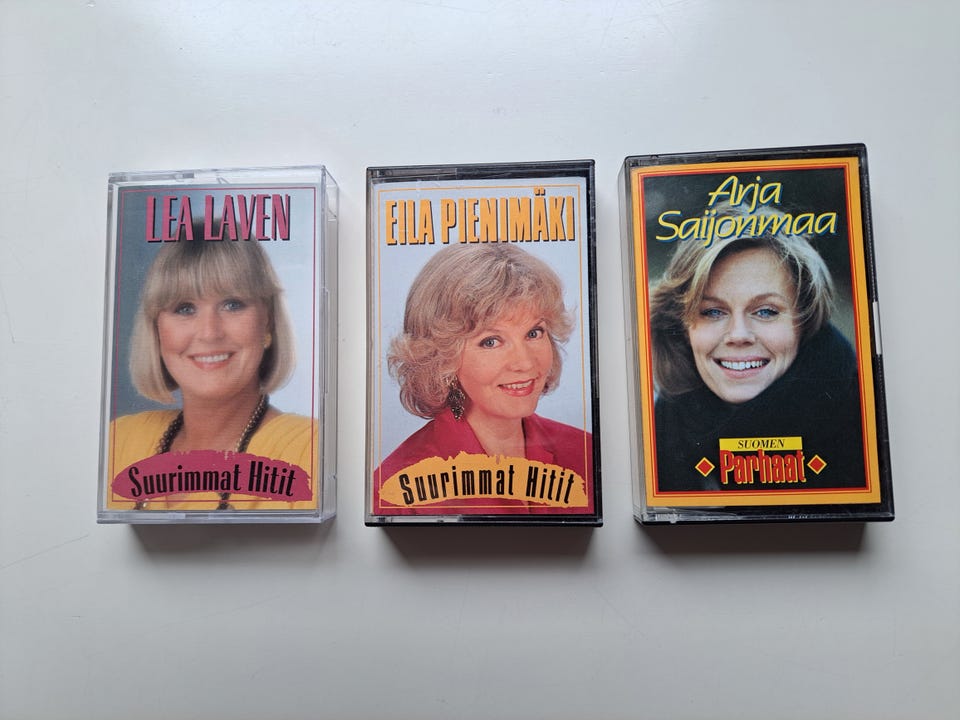 LEA LAVEN
Suurimmat Hitit
EILA PIENIMÄKI
Suurimmat Hitit
Arja
Saijonmaa
SUOMEN
Parhaat